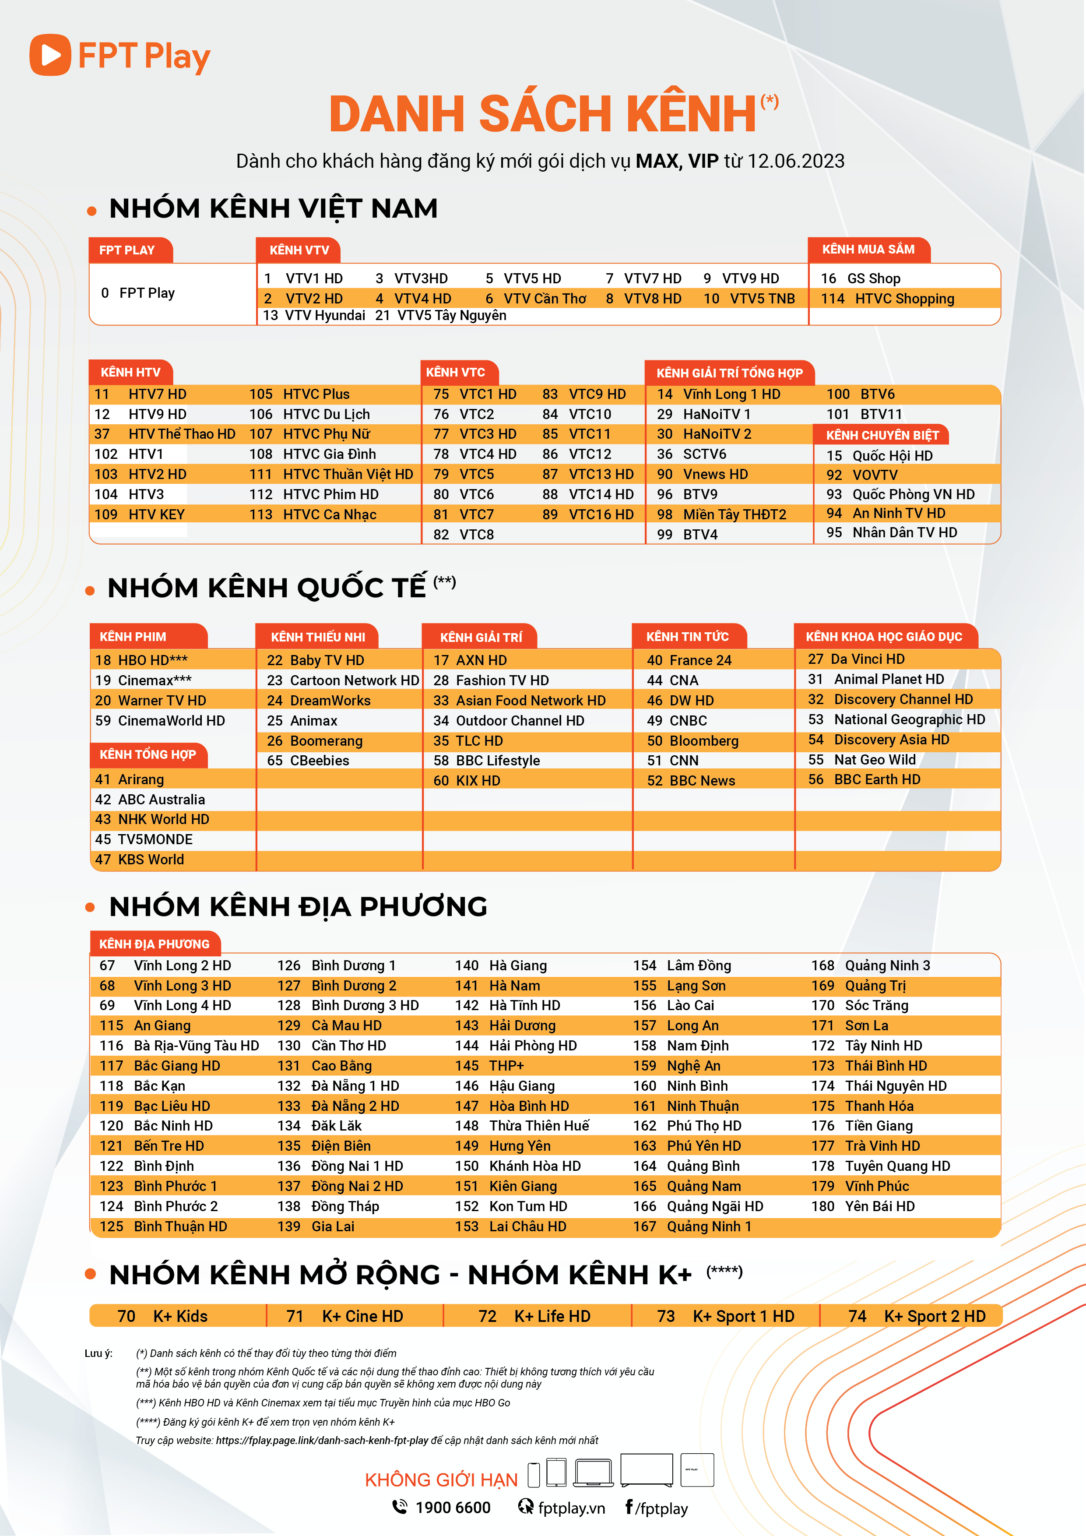 FPT Play
DANH SÁCH KÊNH(*)
Dành cho khách hàng đăng ký mới gói dịch vụ MAX, VIP từ 12.06.2023
NHÓM KÊNH VIỆT NAM
FPT PLAY
0 FPT Play
KÊNH VTV
1 VTV1 HD 3 VTV3HD 5 VTV5 HD 7 VTV7 HD 9 VTV9 HD
2 VTV2 HD 4 VTV4 HD 6 VTV Cần Thơ 8 VTV8 HD 10 VTV5 TNB
13 VTV Hyundai 21 VTV5 Tây Nguyên
KÊNH MUA SẮM
16 GS Shop
114 HTVC Shopping
KÊNH HTV
11 HTV7 HD 105 HTVC Plus
12 HTV9 HD 106 HTVC Du Lịch
37 HTV Thể Thao HD 107 HTVC Phụ Nữ
102 HTV1 108 HTVC Gia Đình
103 HTV2 HD 111 HTVC Thuần Việt HD
104 HTV3 112 HTVC Phim HD
109 HTV KEY 113 HTVC Ca Nhạc
KÊNH VTC
75 VTC1 HD 83 VTC9 HD
76 VTC2 84 VTC10
77 VTC3 HD 85 VTC11
78 VTC4 HD 86 VTC12
79 VTC5 87 VTC13 HD
80 VTC6 88 VTC14 HD
81 VTC7 89 VTC16 HD
82 VTC8
KÊNH GIẢI TRÍ TỔNG HỢP
14 Vĩnh Long 1 HD 100 BTV6
29 HaNoiTV 1 101 BTV11
30 HaNoiTV 2
36 SCTV6
90 Vnews HD
96 BTV9
98 Miền Tây THĐT2
99 BTV4
KÊNH CHUYÊN BIỆT
15 Quốc Hội HD
92 VOVTV
93 Quốc Phòng VN HD
94 An Ninh TV HD
95 Nhân Dân TV HD
NHÓM KÊNH QUỐC TẾ (**)
KÊNH PHIM
18 HBO HD***
19 Cinemax***
20 Warner TV HD
59 CinemaWorld HD
KÊNH TỔNG HỢP
41 Arirang
42 ABC Australia
43 NHK World HD
45 TV5MONDE
47 KBS World
KÊNH THIẾU NHI
22 Baby TV HD
23 Cartoon Network HD
24 DreamWorks
25 Animax
26 Boomerang
65 CBeebies
KÊNH GIẢI TRÍ
17 AXN HD
28 Fashion TV HD
33 Asian Food Network HD
34 Outdoor Channel HD
35 TLC HD
58 BBC Lifestyle
60 KIX HD
KÊNH TIN TỨC
40 France 24
44 CNA
46 DW HD
49 CNBC
50 Bloomberg
51 CNN
52 BBC News
KÊNH KHOA HỌC GIÁO DỤC
27 Da Vinci HD
31 Animal Planet HD
32 Discovery Channel HD
53 National Geographic HD
54 Discovery Asia HD
55 Nat Geo Wild
56 BBC Earth HD
NHÓM KÊNH ĐỊA PHƯƠNG
KÊNH ĐỊA PHƯƠNG
67 Vĩnh Long 2 HD 126 Bình Dương 1 140 Hà Giang 154 Lâm Đồng 168 Quảng Ninh 3
68 Vĩnh Long 3 HD 127 Bình Dương 2 141 Hà Nam 155 Lạng Sơn 169 Quảng Trị
69 Vĩnh Long 4 HD 128 Bình Dương 3 HD 142 Hà Tĩnh HD 156 Lào Cai 170 Sóc Trăng
115 An Giang 129 Cà Mau HD 143 Hải Dương 157 Long An 171 Sơn La
116 Bà Rịa-Vũng Tàu HD 130 Cần Thơ HD 144 Hải Phòng HD 158 Nam Định 172 Tây Ninh HD
117 Bắc Giang HD 131 Cao Bằng 145 THP+ 159 Nghệ An 173 Thái Bình HD
118 Bắc Kạn 132 Đà Nẵng 1 HD 146 Hậu Giang 160 Ninh Bình 174 Thái Nguyên HD
119 Bạc Liêu HD 133 Đà Nẵng 2 HD 147 Hòa Bình HD 161 Ninh Thuận 175 Thanh Hóa
120 Bắc Ninh HD 134 Đăk Lăk 148 Thừa Thiên Huế 162 Phú Thọ HD 176 Tiền Giang
121 Bến Tre HD 135 Điện Biên 149 Hưng Yên 163 Phú Yên HD 177 Trà Vinh HD
122 Bình Định 136 Đồng Nai 1 HD 150 Khánh Hòa HD 164 Quảng Bình 178 Tuyên Quang HD
123 Bình Phước 1 137 Đồng Nai 2 HD 151 Kiên Giang 165 Quảng Nam 179 Vĩnh Phúc
124 Bình Phước 2 138 Đồng Tháp 152 Kon Tum HD 166 Quảng Ngãi HD 180 Yên Bái HD
125 Bình Thuận HD 139 Gia Lai 153 Lai Châu HD 167 Quảng Ninh 1
NHÓM KÊNH MỞ RỘNG - NHÓM KÊNH K+ (****)
70 K+ Kids 71 K+ Cine HD 72 K+ Life HD 73 K+ Sport 1 HD 74 K+ Sport 2 HD
Lưu ý: (*) Danh sách kênh có thể thay đổi tùy theo từng thời điểm
(**) Một số kênh trong nhóm Kênh Quốc tế và các nội dung thể thao đỉnh cao: Thiết bị không tương thích với yêu cầu
mã hóa bảo vệ bản quyền của đơn vị cung cấp bản quyền sẽ không xem được nội dung này
(***) Kênh HBO HD và Kênh Cinemax xem tại tiểu mục Truyền hình của mục HBO Go
(****) Đăng ký gói kênh K+ để xem trọn vẹn nhóm kênh K+
Truy cập website: https://fplay.page.link/danh-sach-kenh-fpt-play để cập nhật danh sách kênh mới nhất
KHÔNG GIỚI HẠN
1900 6600 fptplay.vn f/fptplay